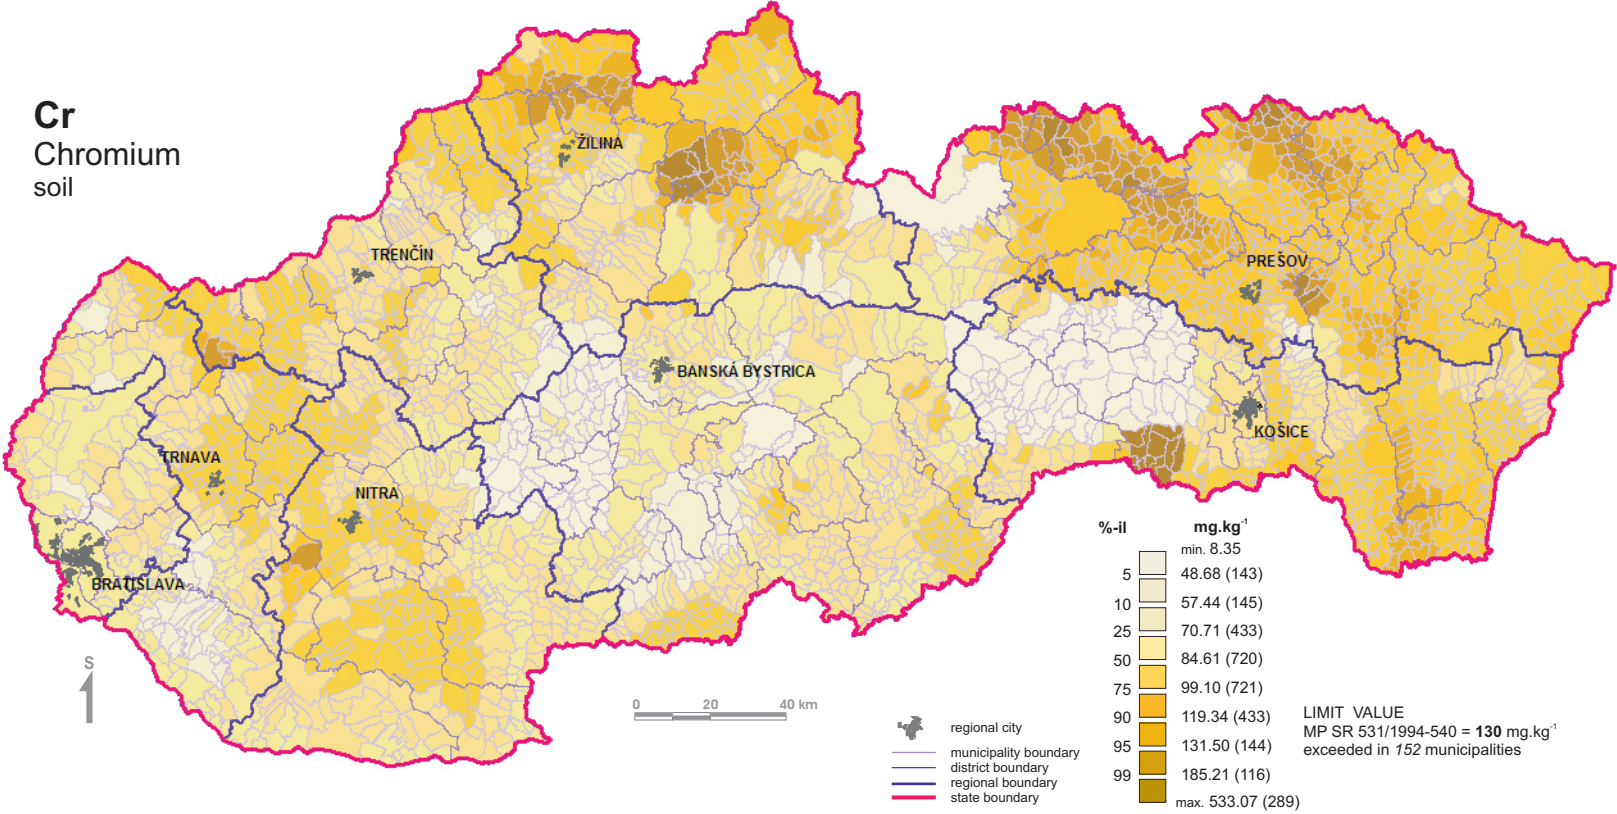 Cr
Chromium
soil
ŽILINA
TRENČÍN
PREŠOV
BANSKÁ BYSTRICA
KOŠICE
TRNAVA
NITRA
BRATISLAVA
S
0 20 40 km
regional city
municipality boundary
district boundary
regional boundary
state boundary
%-il mg.kg⁻¹
min. 8.35
5 48.68 (143)
10 57.44 (145)
25 70.71 (433)
50 84.61 (720)
75 99.10 (721)
90 119.34 (433)
95 131.50 (144)
99 185.21 (116)
max. 533.07 (289)
LIMIT VALUE
MP SR 531/1994-540 = 130 mg.kg⁻¹
exceeded in 152 municipalities